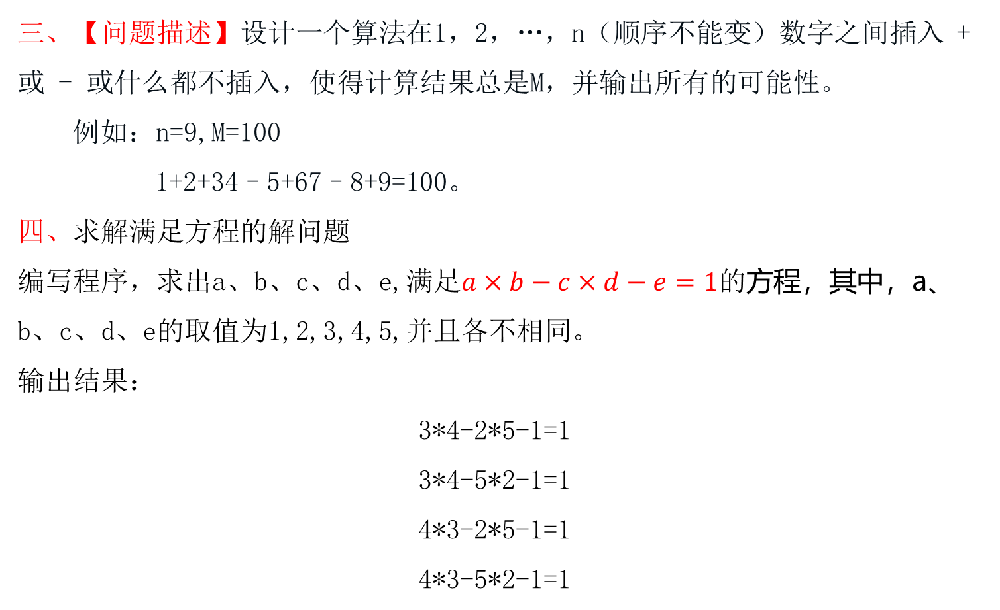 三、【问题描述】设计一个算法在1，2，…，n（顺序不能变）数字之间插入 +
或 - 或什么都不插入，使得计算结果总是M，并输出所有的可能性。
例如：n=9,M=100
1+2+34﹣5+67﹣8+9=100。
四、求解满足方程的解问题
编写程序，求出a、b、c、d、e,满足𝑎 × 𝑏 − 𝑐 × 𝑑 − 𝑒 = 1的方程，其中，a、
b、c、d、e的取值为1,2,3,4,5,并且各不相同。
输出结果：
3*4-2*5-1=1
3*4-5*2-1=1
4*3-2*5-1=1
4*3-5*2-1=1